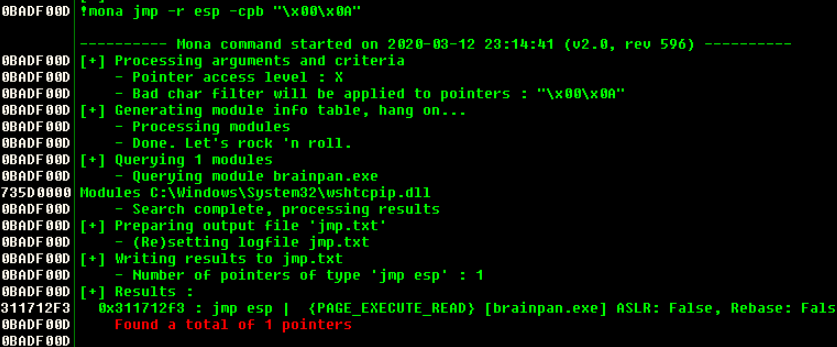 0BADF00D !mona jmp -r esp -cpb "\x00\x0A"
---------- Mona command started on 2020-03-12 23:14:41 (v2.0, rev 596) ----------
0BADF00D [+] Processing arguments and criteria
0BADF00D - Pointer access level : X
0BADF00D - Bad char filter will be applied to pointers : "\x00\x0A"
0BADF00D [+] Generating module info table, hang on...
0BADF00D - Processing modules
0BADF00D - Done. Let's rock 'n roll.
0BADF00D [+] Querying 1 modules
0BADF00D - Querying module brainpan.exe
735D0000 Modules C:\Windows\System32\wshtcpip.dll
0BADF00D - Search complete, processing results
0BADF00D [+] Preparing output file 'jmp.txt'
0BADF00D - (Re)setting logfile jmp.txt
0BADF00D [+] Writing results to jmp.txt
0BADF00D - Number of pointers of type 'jmp esp' : 1
0BADF00D [+] Results :
311712F3 0x311712f3 : jmp esp | {PAGE_EXECUTE_READ} [brainpan.exe] ASLR: False, Rebase: Fals
0BADF00D Found a total of 1 pointers
0BADF00D